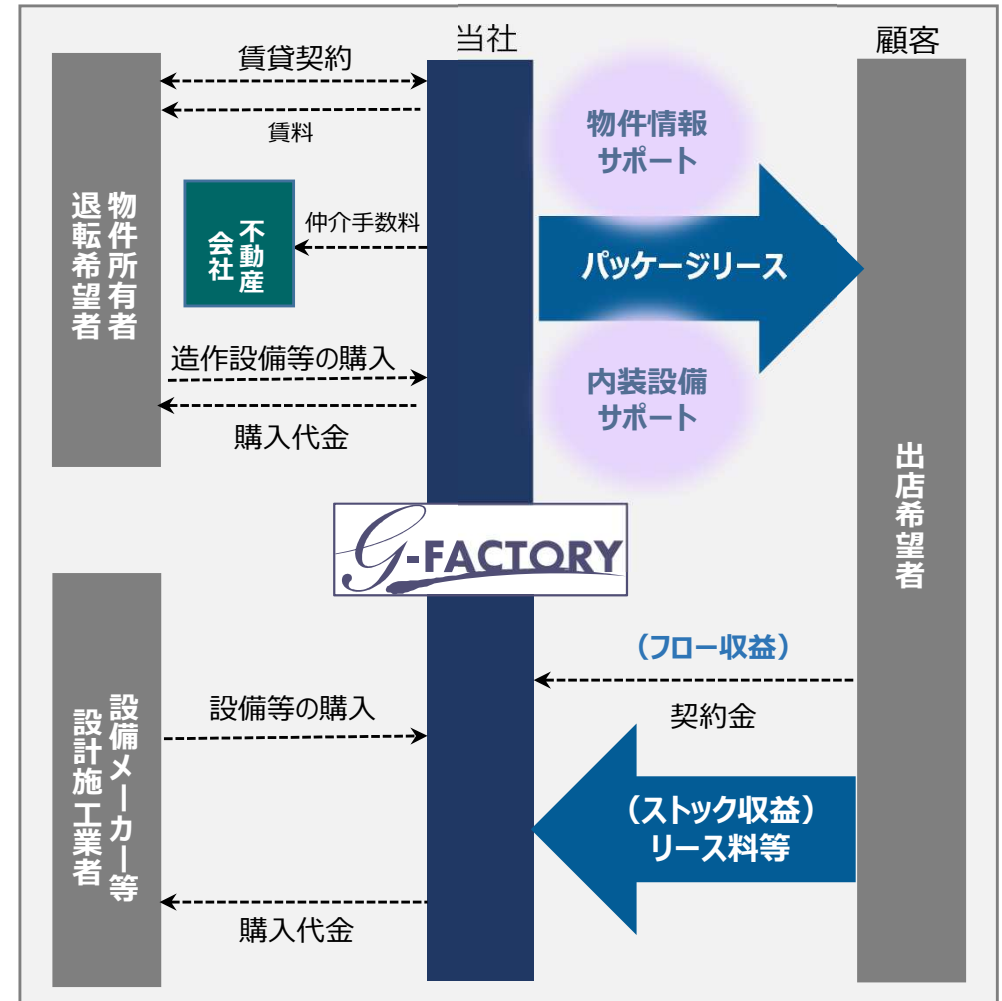 当社
顧客
賃貸契約
賃料
物件所有者
退転希望者
不動産
会社
仲介手数料
造作設備等の購入
購入代金
物件情報
サポート
パッケージリース
内装設備
サポート
出店希望者
G-FACTORY
(フロー収益)
契約金
設備メーカー等
設計施工業者
設備等の購入
(ストック収益)
リース料等
購入代金